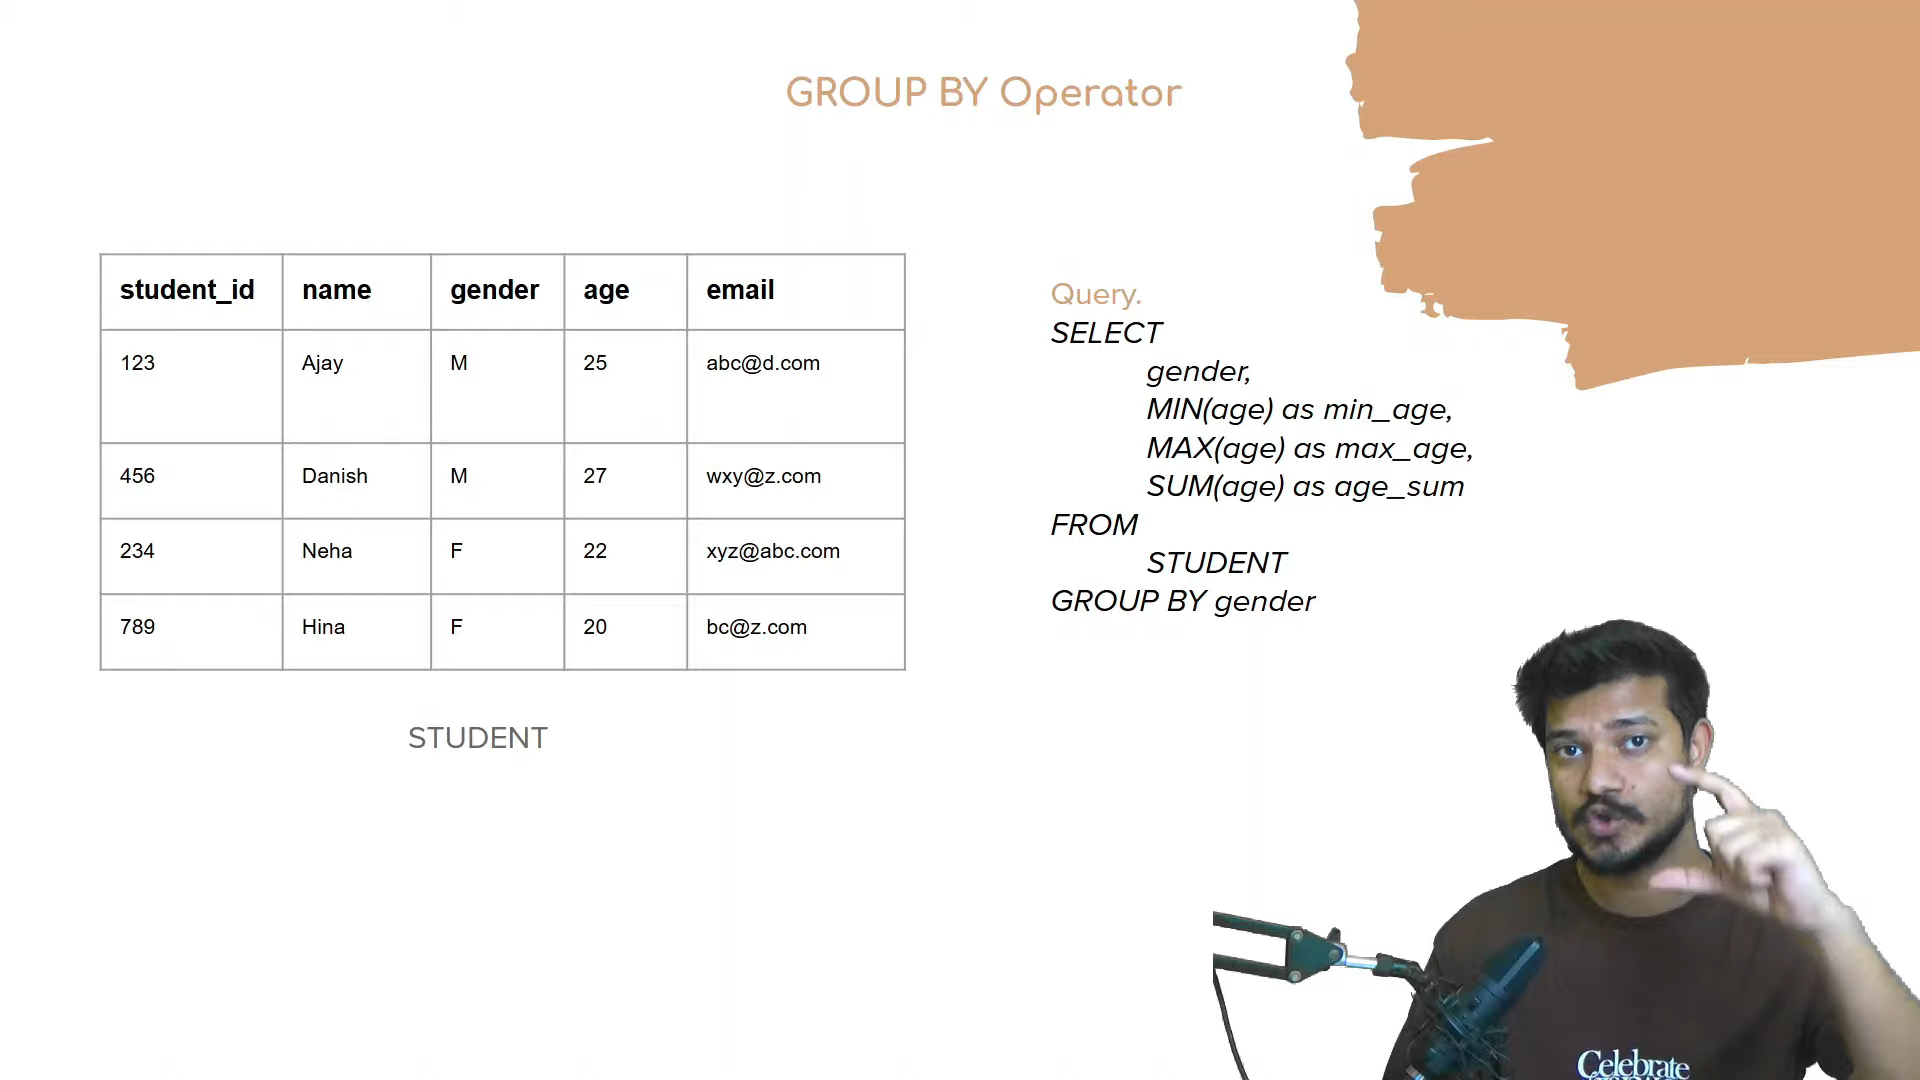 GROUP BY Operator
student_id name gender age email
123 Ajay M 25 abc@d.com
456 Danish M 27 wxy@z.com
234 Neha F 22 xyz@abc.com
789 Hina F 20 bc@z.com
STUDENT
Query.
SELECT
gender,
MIN(age) as min_age,
MAX(age) as max_age,
SUM(age) as age_sum
FROM
STUDENT
GROUP BY gender
Celebrate